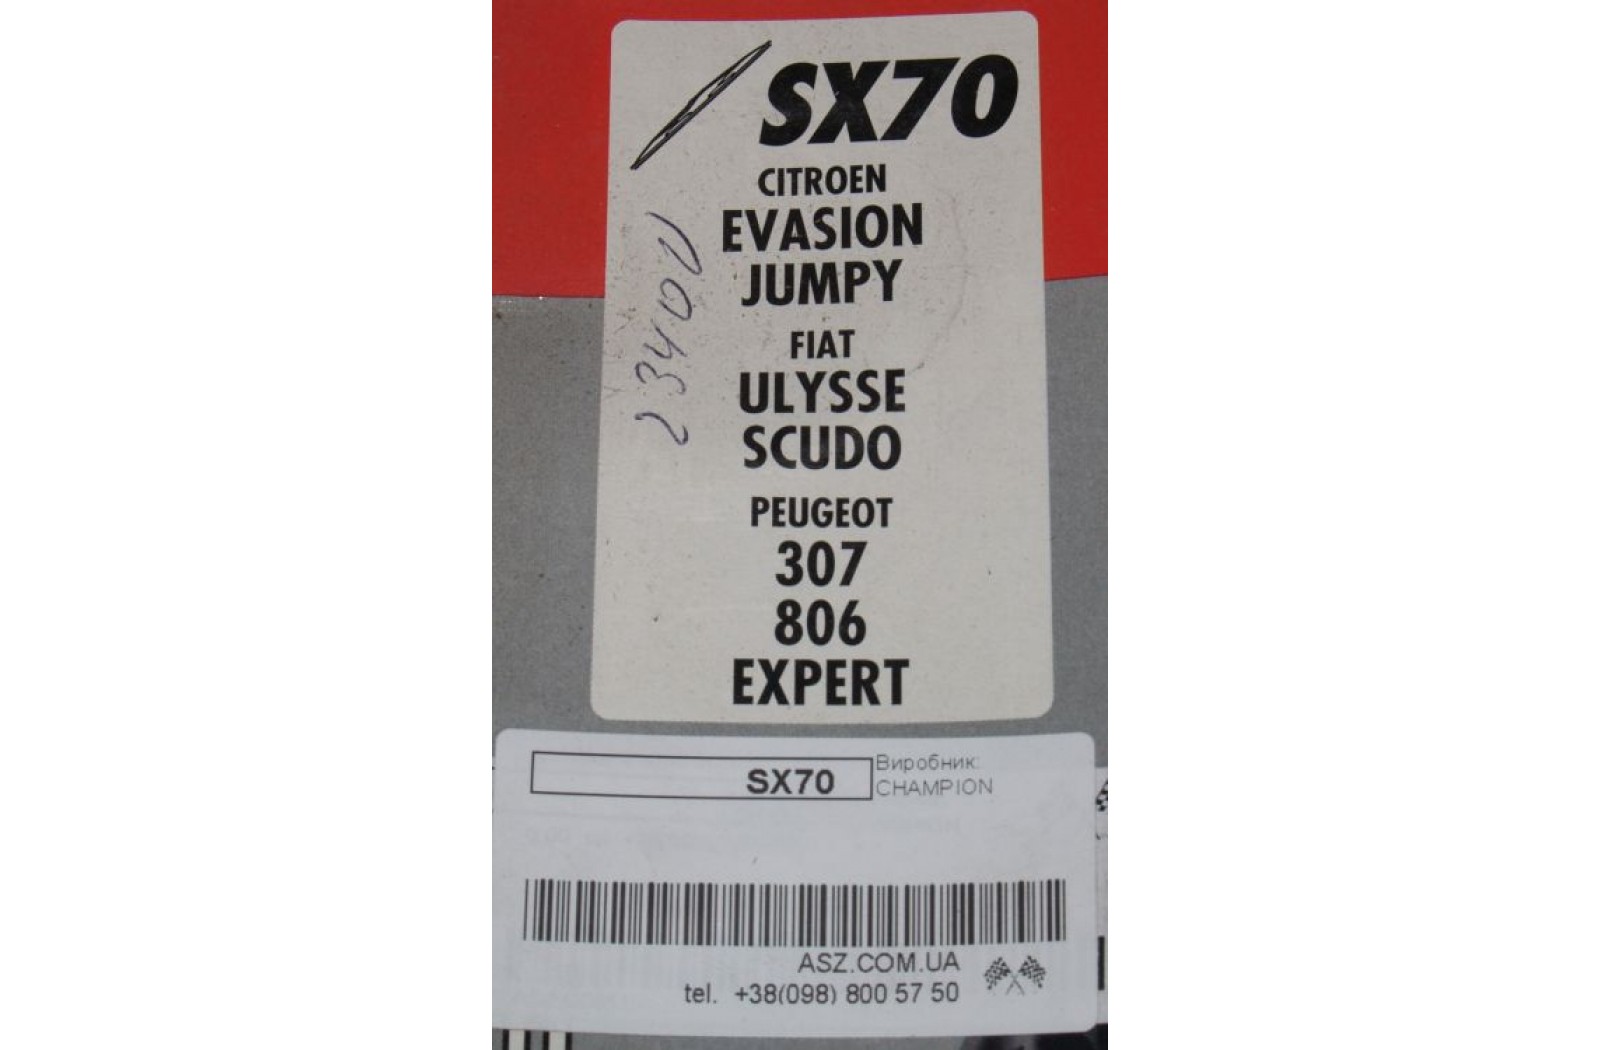 SX70
CITROEN
EVASION
JUMPY
FIAT
ULYSSE
SCUDO
PEUGEOT
307
806
EXPERT
SX70
Виробник:
CHAMPION
ASZ.COM.UA
tel. +38(098) 800 57 50